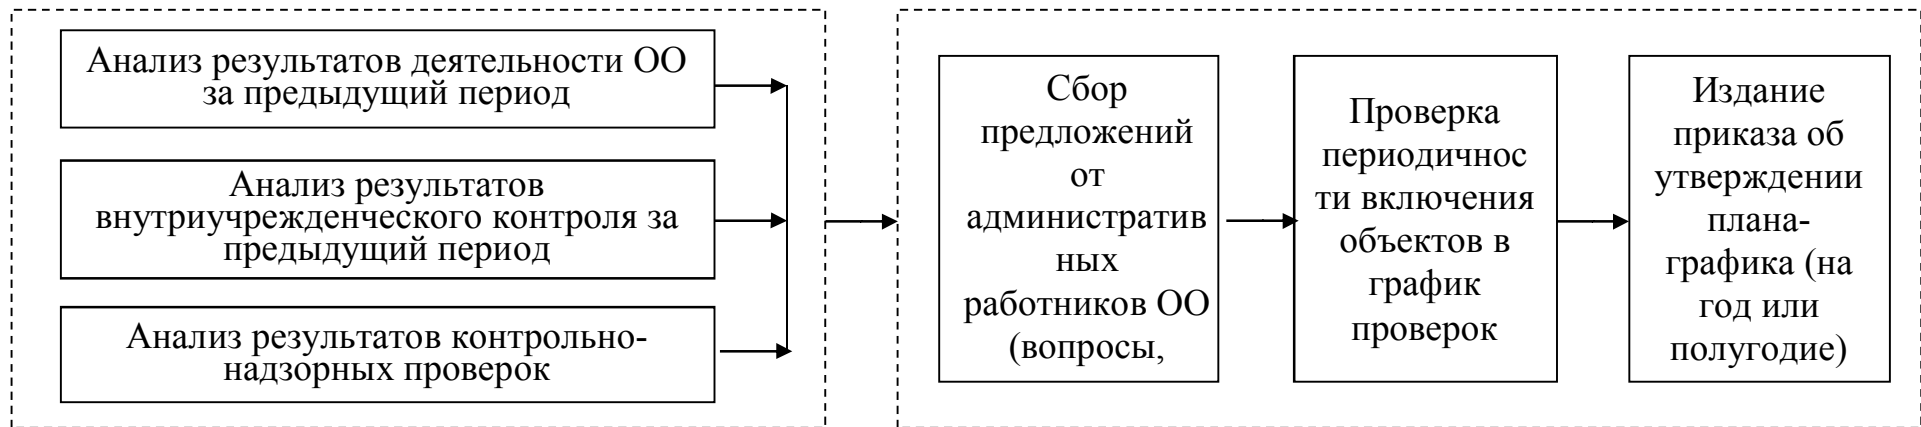 Анализ результатов деятельности ОО
за предыдущий период
Анализ результатов
внутриучрежденческого контроля за
предыдущий период
Анализ результатов контрольно-
надзорных проверок
Сбор
предложений
от
административ
ных
работников ОО
(вопросы,
Проверка
периодичнос
ти включения
объектов в
график
проверок
Издание
приказа об
утверждении
плана-
графика (на
год или
полугодие)